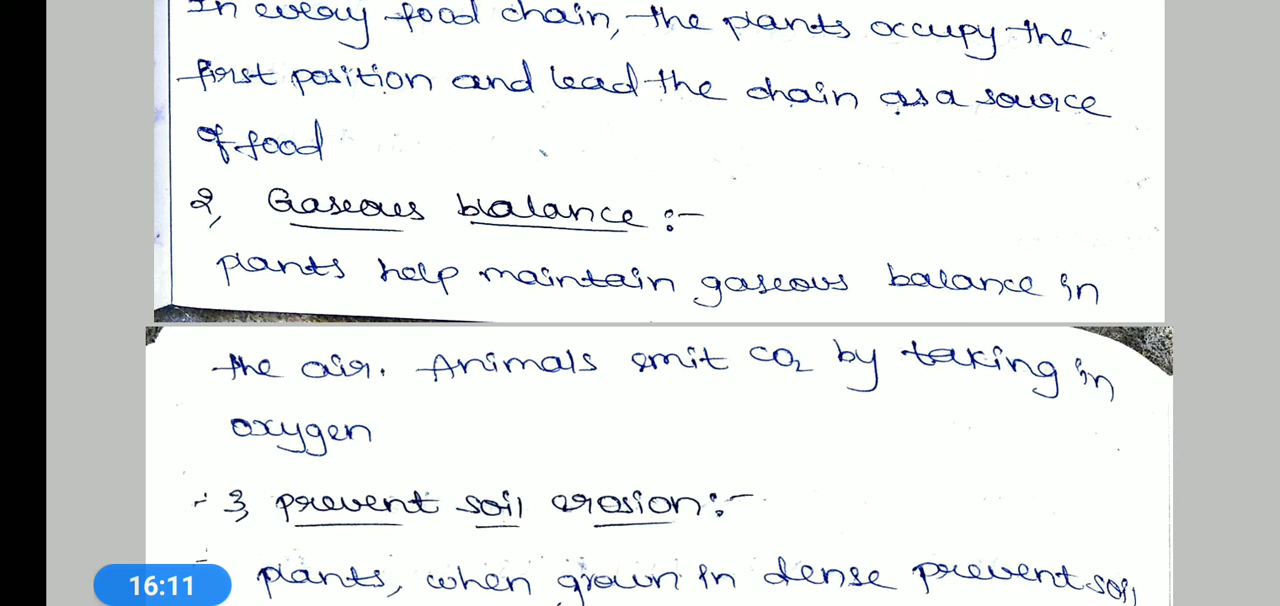 In every food chain, the plants occupy the
first position and lead the chain as a source
of food
2, Gaseous balance :-
plants help maintain gaseous balance in
the air. Animals emit CO₂ by taking in
oxygen
3, prevent soil erosion:-
plants, when grown in dense prevent soil
16:11